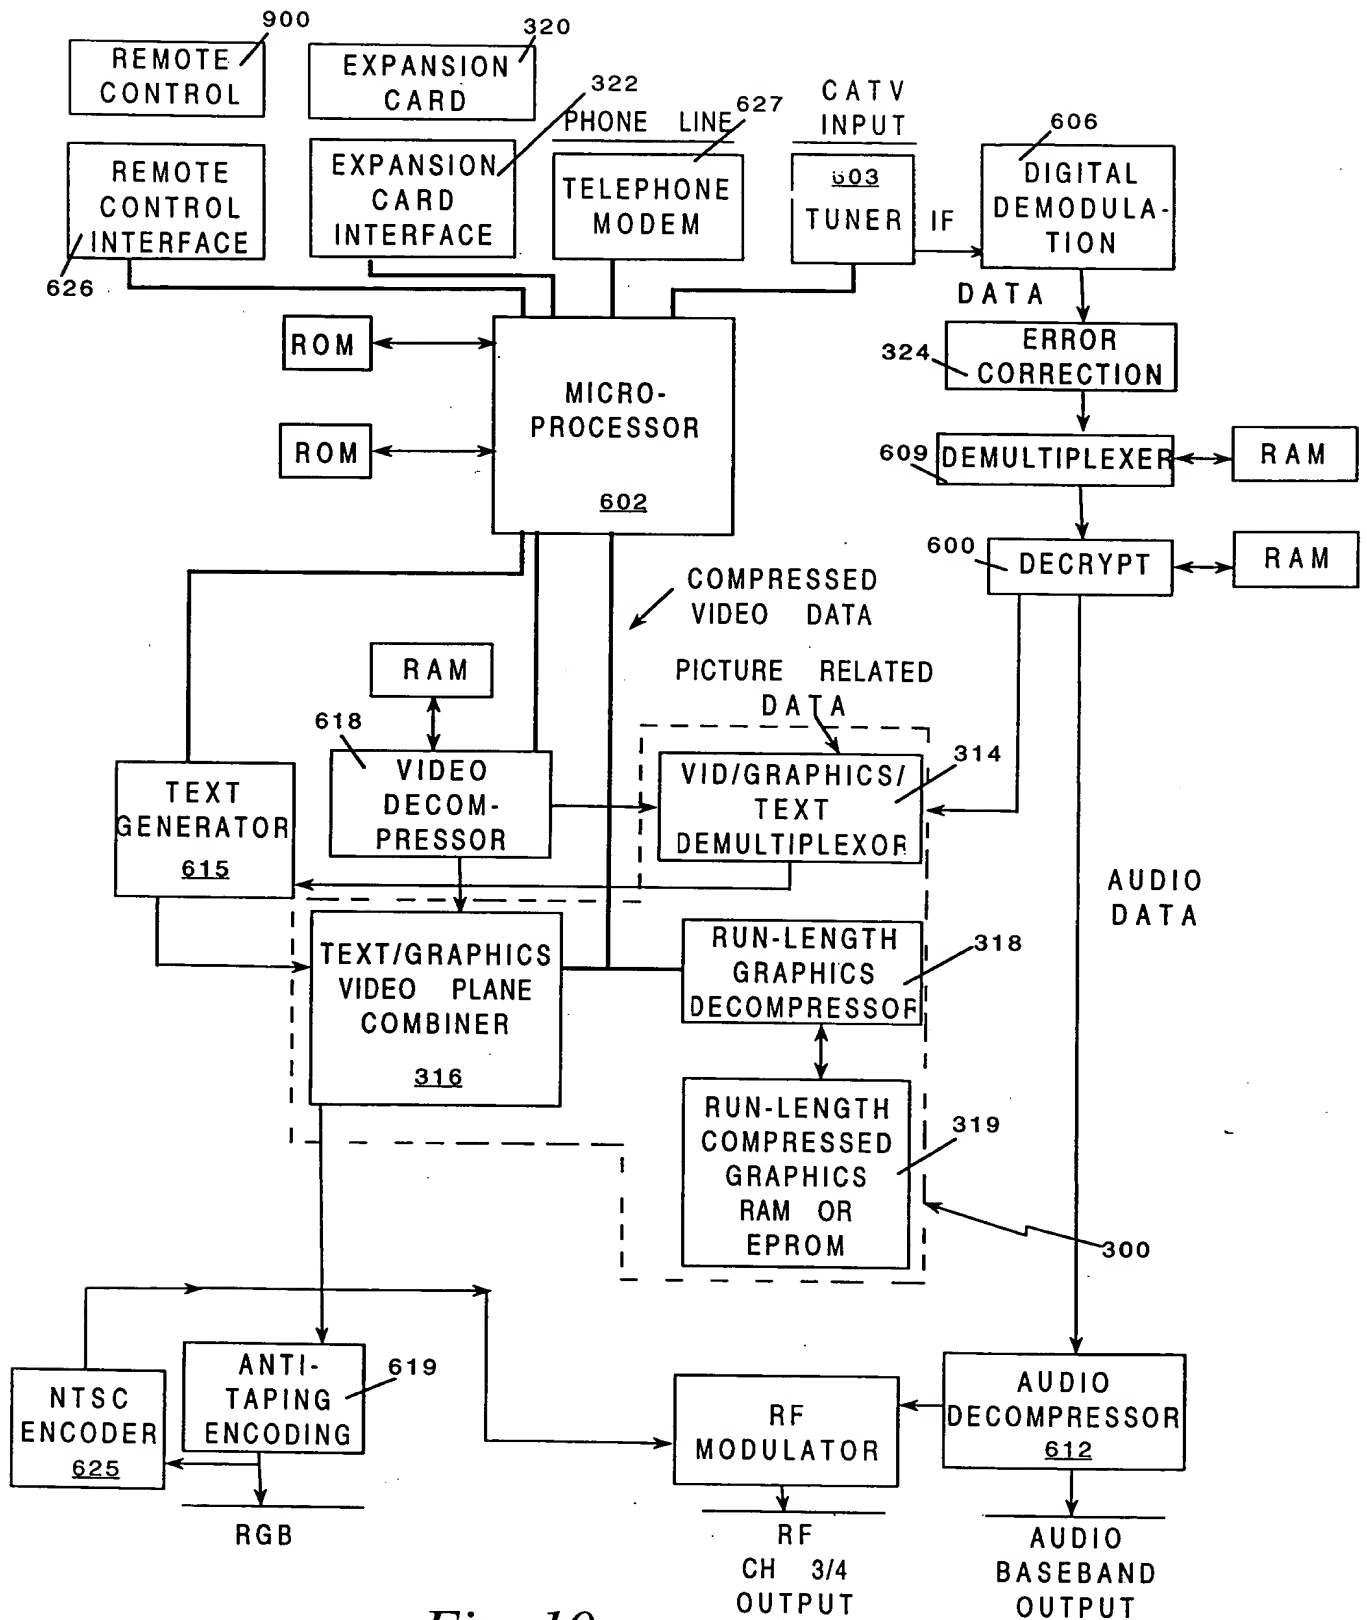 900
REMOTE
CONTROL
320
EXPANSION
CARD
322
PHONE LINE
627
CATV
INPUT
606
REMOTE
CONTROL
INTERFACE
626
EXPANSION
CARD
INTERFACE
TELEPHONE
MODEM
603
TUNER
IF
DIGITAL
DEMODULA-
TION
DATA
ROM
324
ERROR
CORRECTION
MICRO-
PROCESSOR
602
ROM
609
DEMULTIPLEXER
RAM
600
DECRYPT
RAM
COMPRESSED
VIDEO DATA
RAM
PICTURE RELATED
DATA
618
VIDEO
DECOM-
PRESSOR
VID/GRAPHICS/
TEXT
DEMULTIPLEXOR
314
TEXT
GENERATOR
615
AUDIO
DATA
TEXT/GRAPHICS
VIDEO PLANE
COMBINER
316
RUN-LENGTH
GRAPHICS
DECOMPRESSOR
318
RUN-LENGTH
COMPRESSED
GRAPHICS
RAM OR
EPROM
319
300
NTSC
ENCODER
625
ANTI-
TAPING
ENCODING
619
RF
MODULATOR
AUDIO
DECOMPRESSOR
612
RGB
RF
CH 3/4
OUTPUT
AUDIO
BASEBAND
OUTPUT